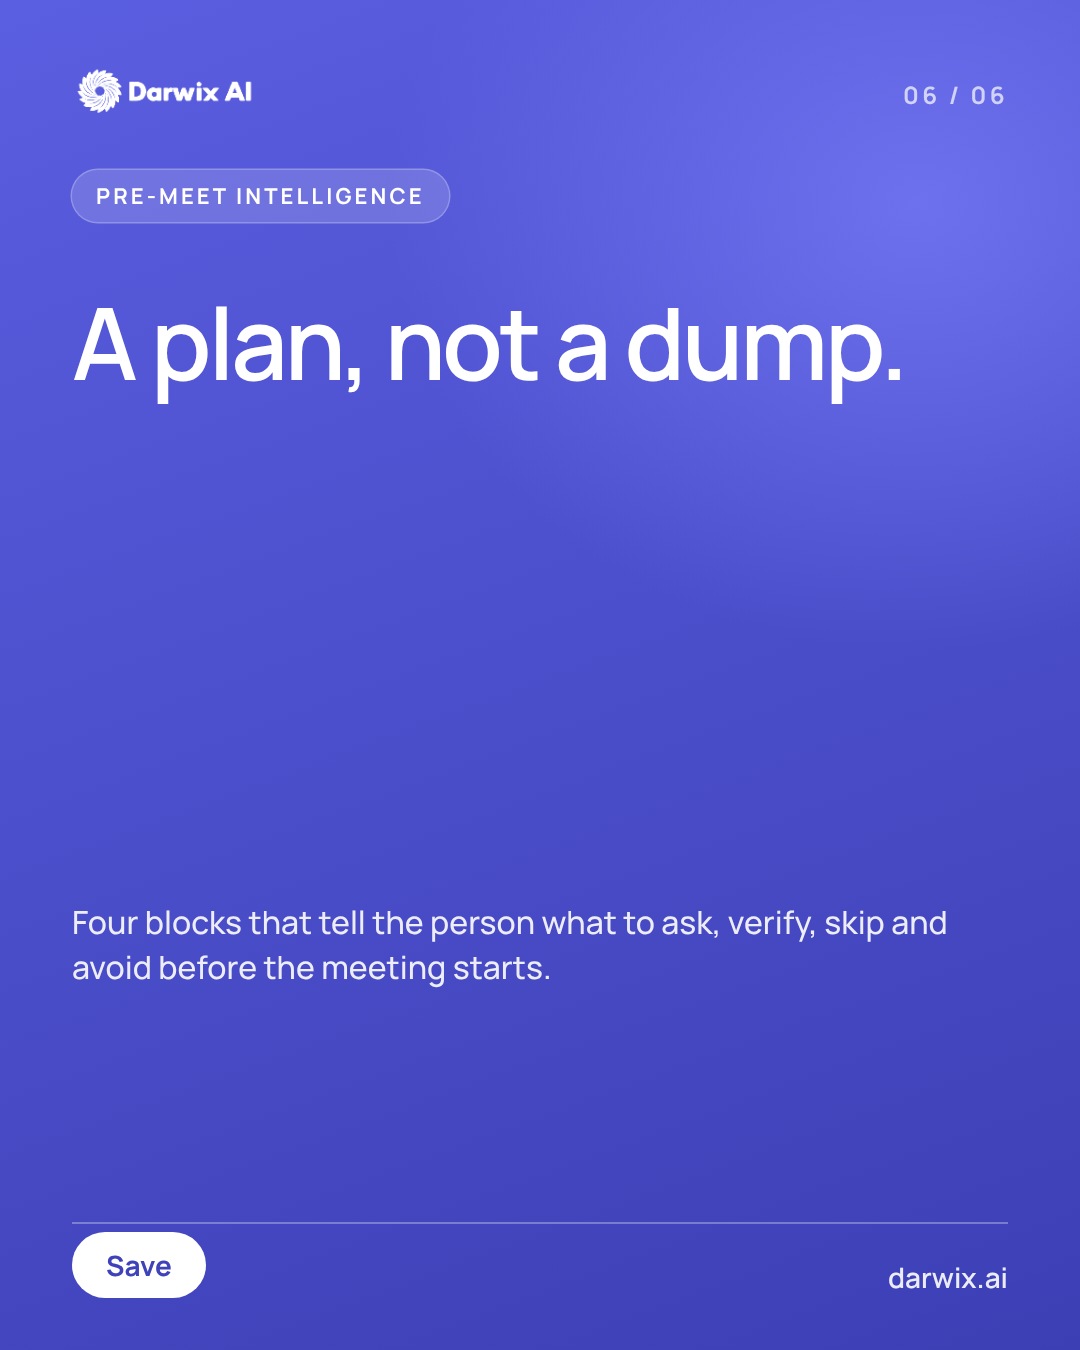 Darwix AI
06 / 06
PRE-MEET INTELLIGENCE
A plan, not a dump.
Four blocks that tell the person what to ask, verify, skip and
avoid before the meeting starts.
Save
darwix.ai